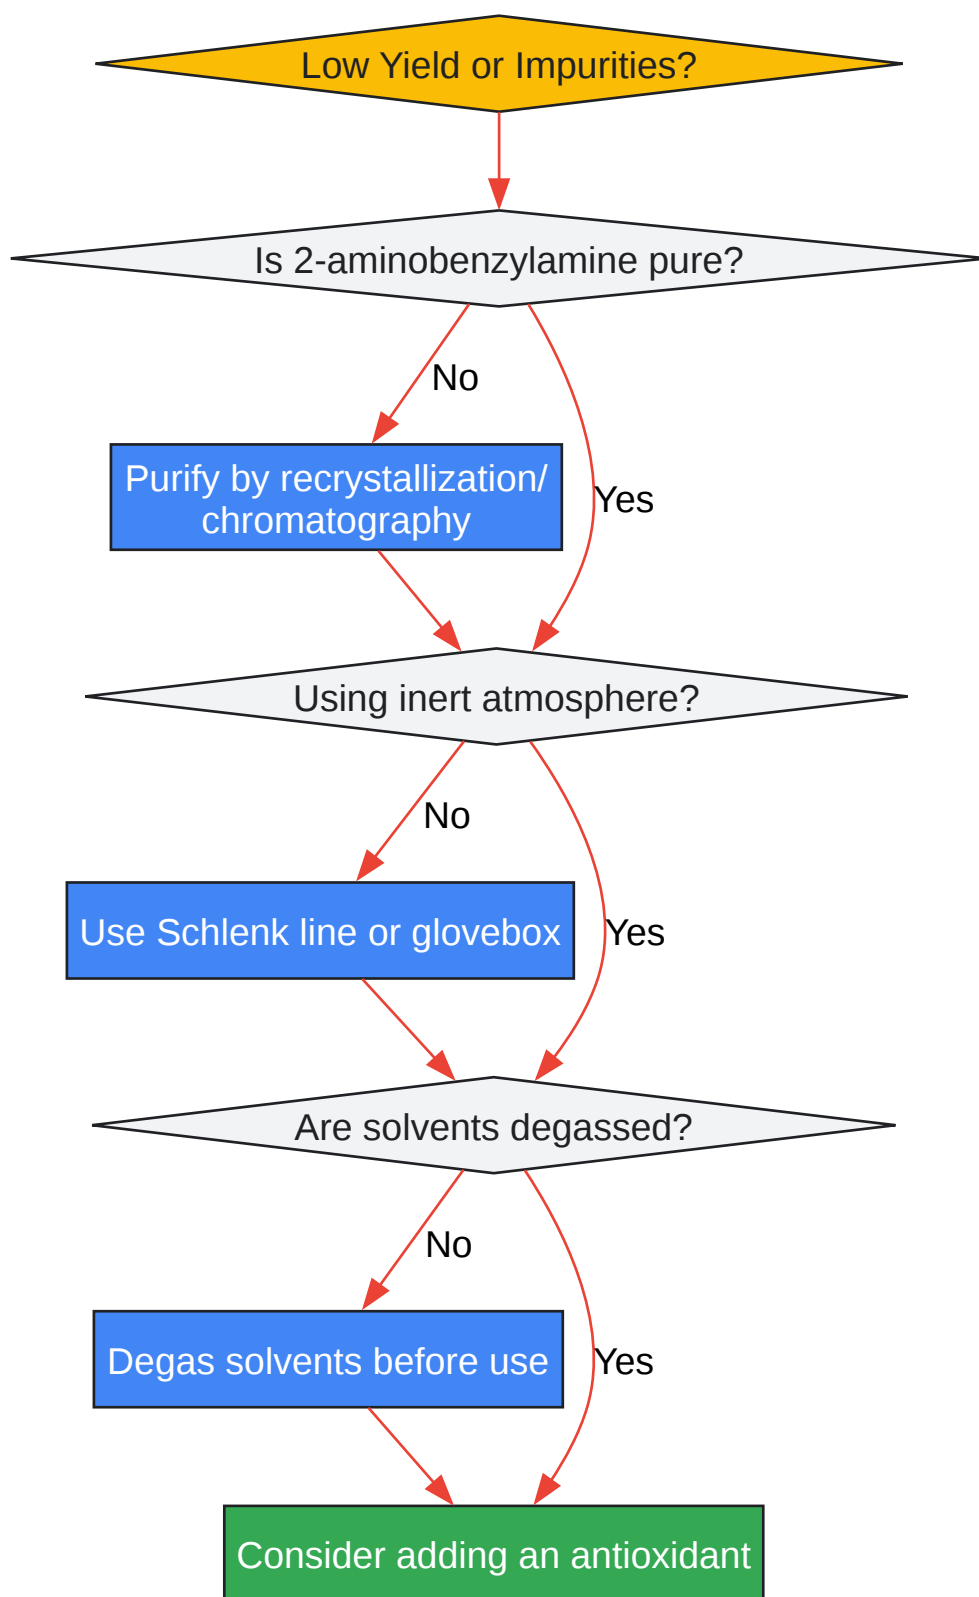 Low Yield or Impurities?
Is 2-aminobenzylamine pure?
No
Purify by recrystallization/
chromatography
Yes
Using inert atmosphere?
No
Use Schlenk line or glovebox
Yes
Are solvents degassed?
No
Degas solvents before use
Yes
Consider adding an antioxidant